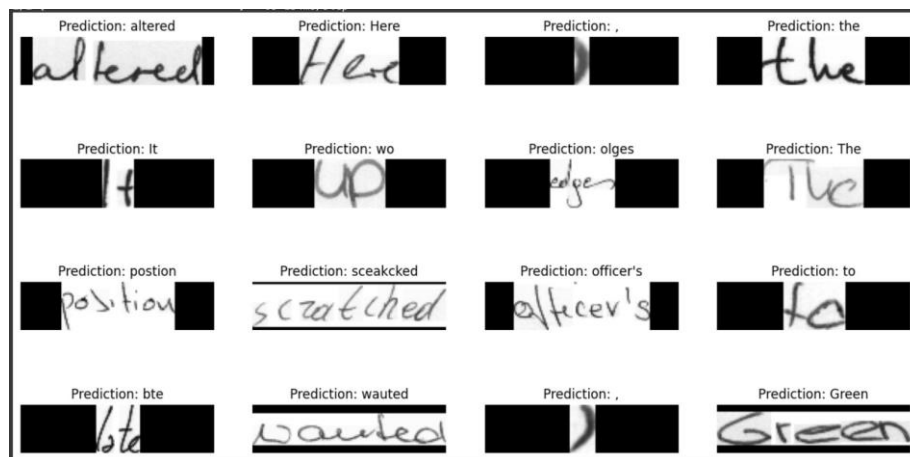 Prediction: altered Prediction: Here Prediction: , Prediction: the
altered Here ) the
Prediction: It Prediction: wo Prediction: olges Prediction: The
It up edges The
Prediction: postion Prediction: sceakcked Prediction: officer's Prediction: to
position scratched officer's to
Prediction: bte Prediction: wauted Prediction: , Prediction: Green
wanted ) Green